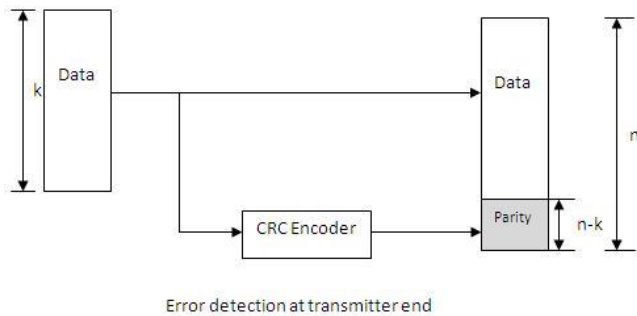 Data
k
Data
n
Parity
n-k
CRC Encoder
Error detection at transmitter end